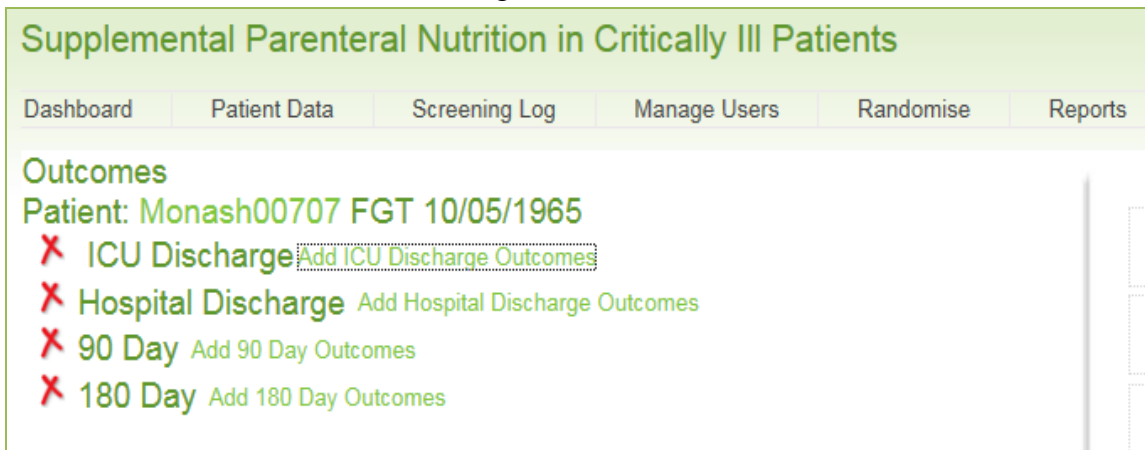 Supplemental Parenteral Nutrition in Critically Ill Patients
Dashboard Patient Data Screening Log Manage Users Randomise Reports
Outcomes
Patient: Monash00707 FGT 10/05/1965
ICU Discharge Add ICU Discharge Outcomes
Hospital Discharge Add Hospital Discharge Outcomes
90 Day Add 90 Day Outcomes
180 Day Add 180 Day Outcomes